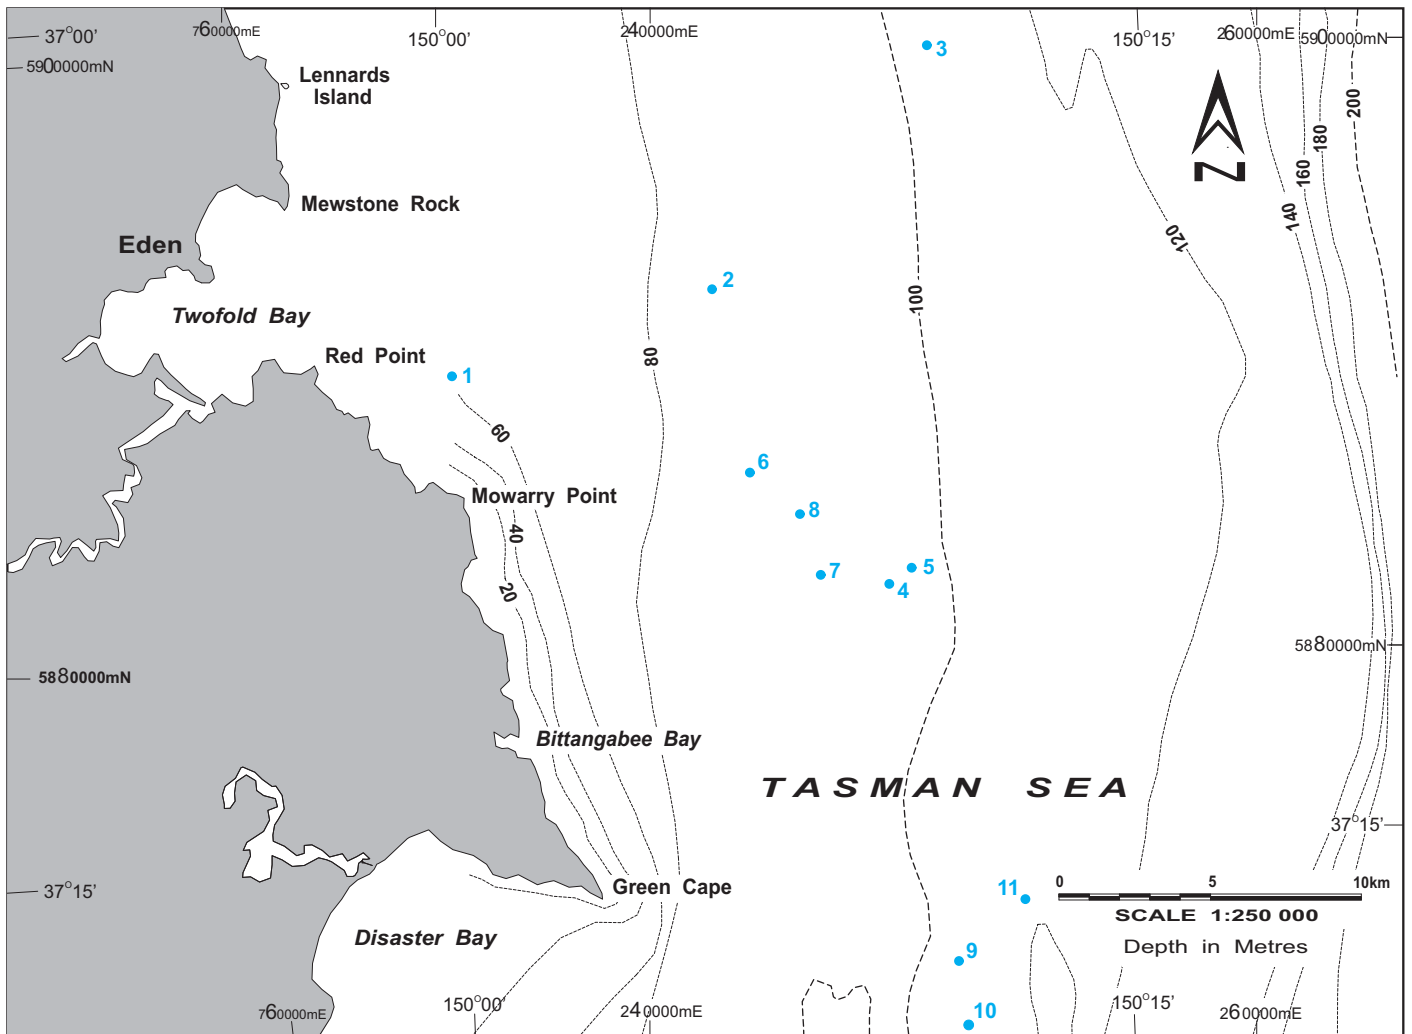 37°00'
760000mE
150°00'
240000mE
150°15'
260000mE
5900000mN
5900000mN
Lennards
Island
3
200
180
160
140
120
N
Mewstone Rock
Eden
2
100
Twofold Bay
Red Point
1
80
60
6
Mowarry Point
8
40
5
7
4
20
5880000mN
5880000mN
Bittangabee Bay
TASMAN SEA
37°15'
37°15'
Green Cape
11
0 5 10km
SCALE 1:250 000
Depth in Metres
Disaster Bay
9
10
760000mE
150°00'
240000mE
150°15'
260000mE